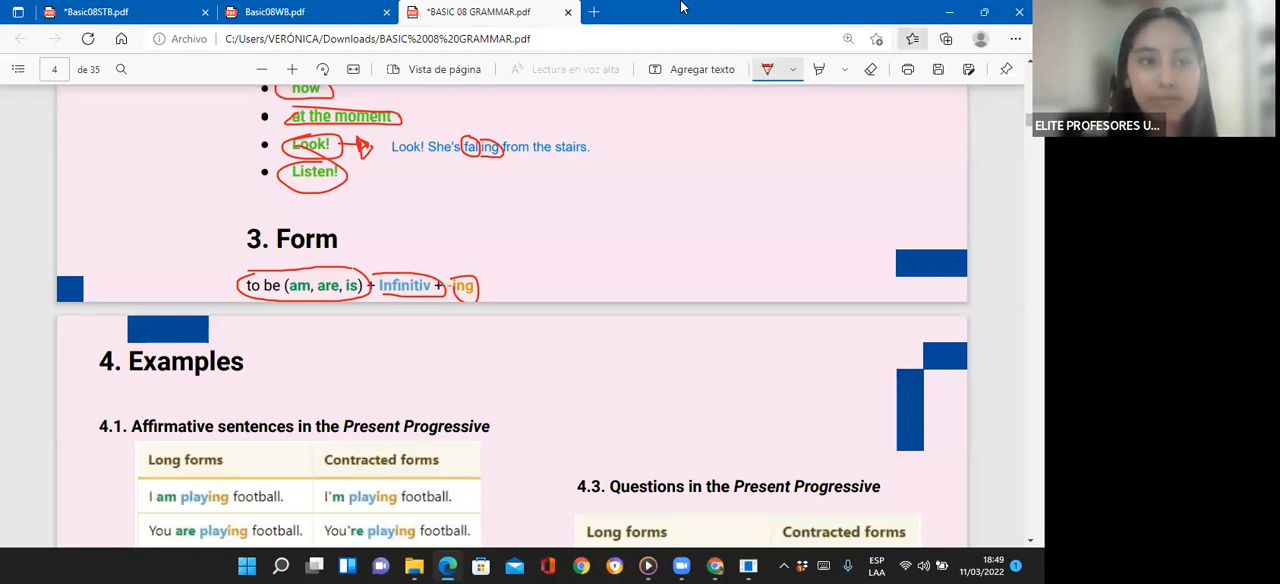 *Basic08STB.pdf
Basic08WB.pdf
*BASIC 08 GRAMMAR.pdf
Archivo
C:/Users/VERÓNICA/Downloads/BASIC%2008%20GRAMMAR.pdf
4
de 35
Vista de página
Lectura en voz alta
Agregar texto
now
at the moment
Look!
Look! She's falling from the stairs.
Listen!
3. Form
to be (am, are, is) + Infinitiv + -ing
4. Examples
4.1. Affirmative sentences in the Present Progressive
Long forms Contracted forms
I am playing football. I'm playing football.
You are playing football. You're playing football.
4.3. Questions in the Present Progressive
Long forms Contracted forms
ELITE PROFESORES U...
ESP
LAA
18:49
11/03/2022
1